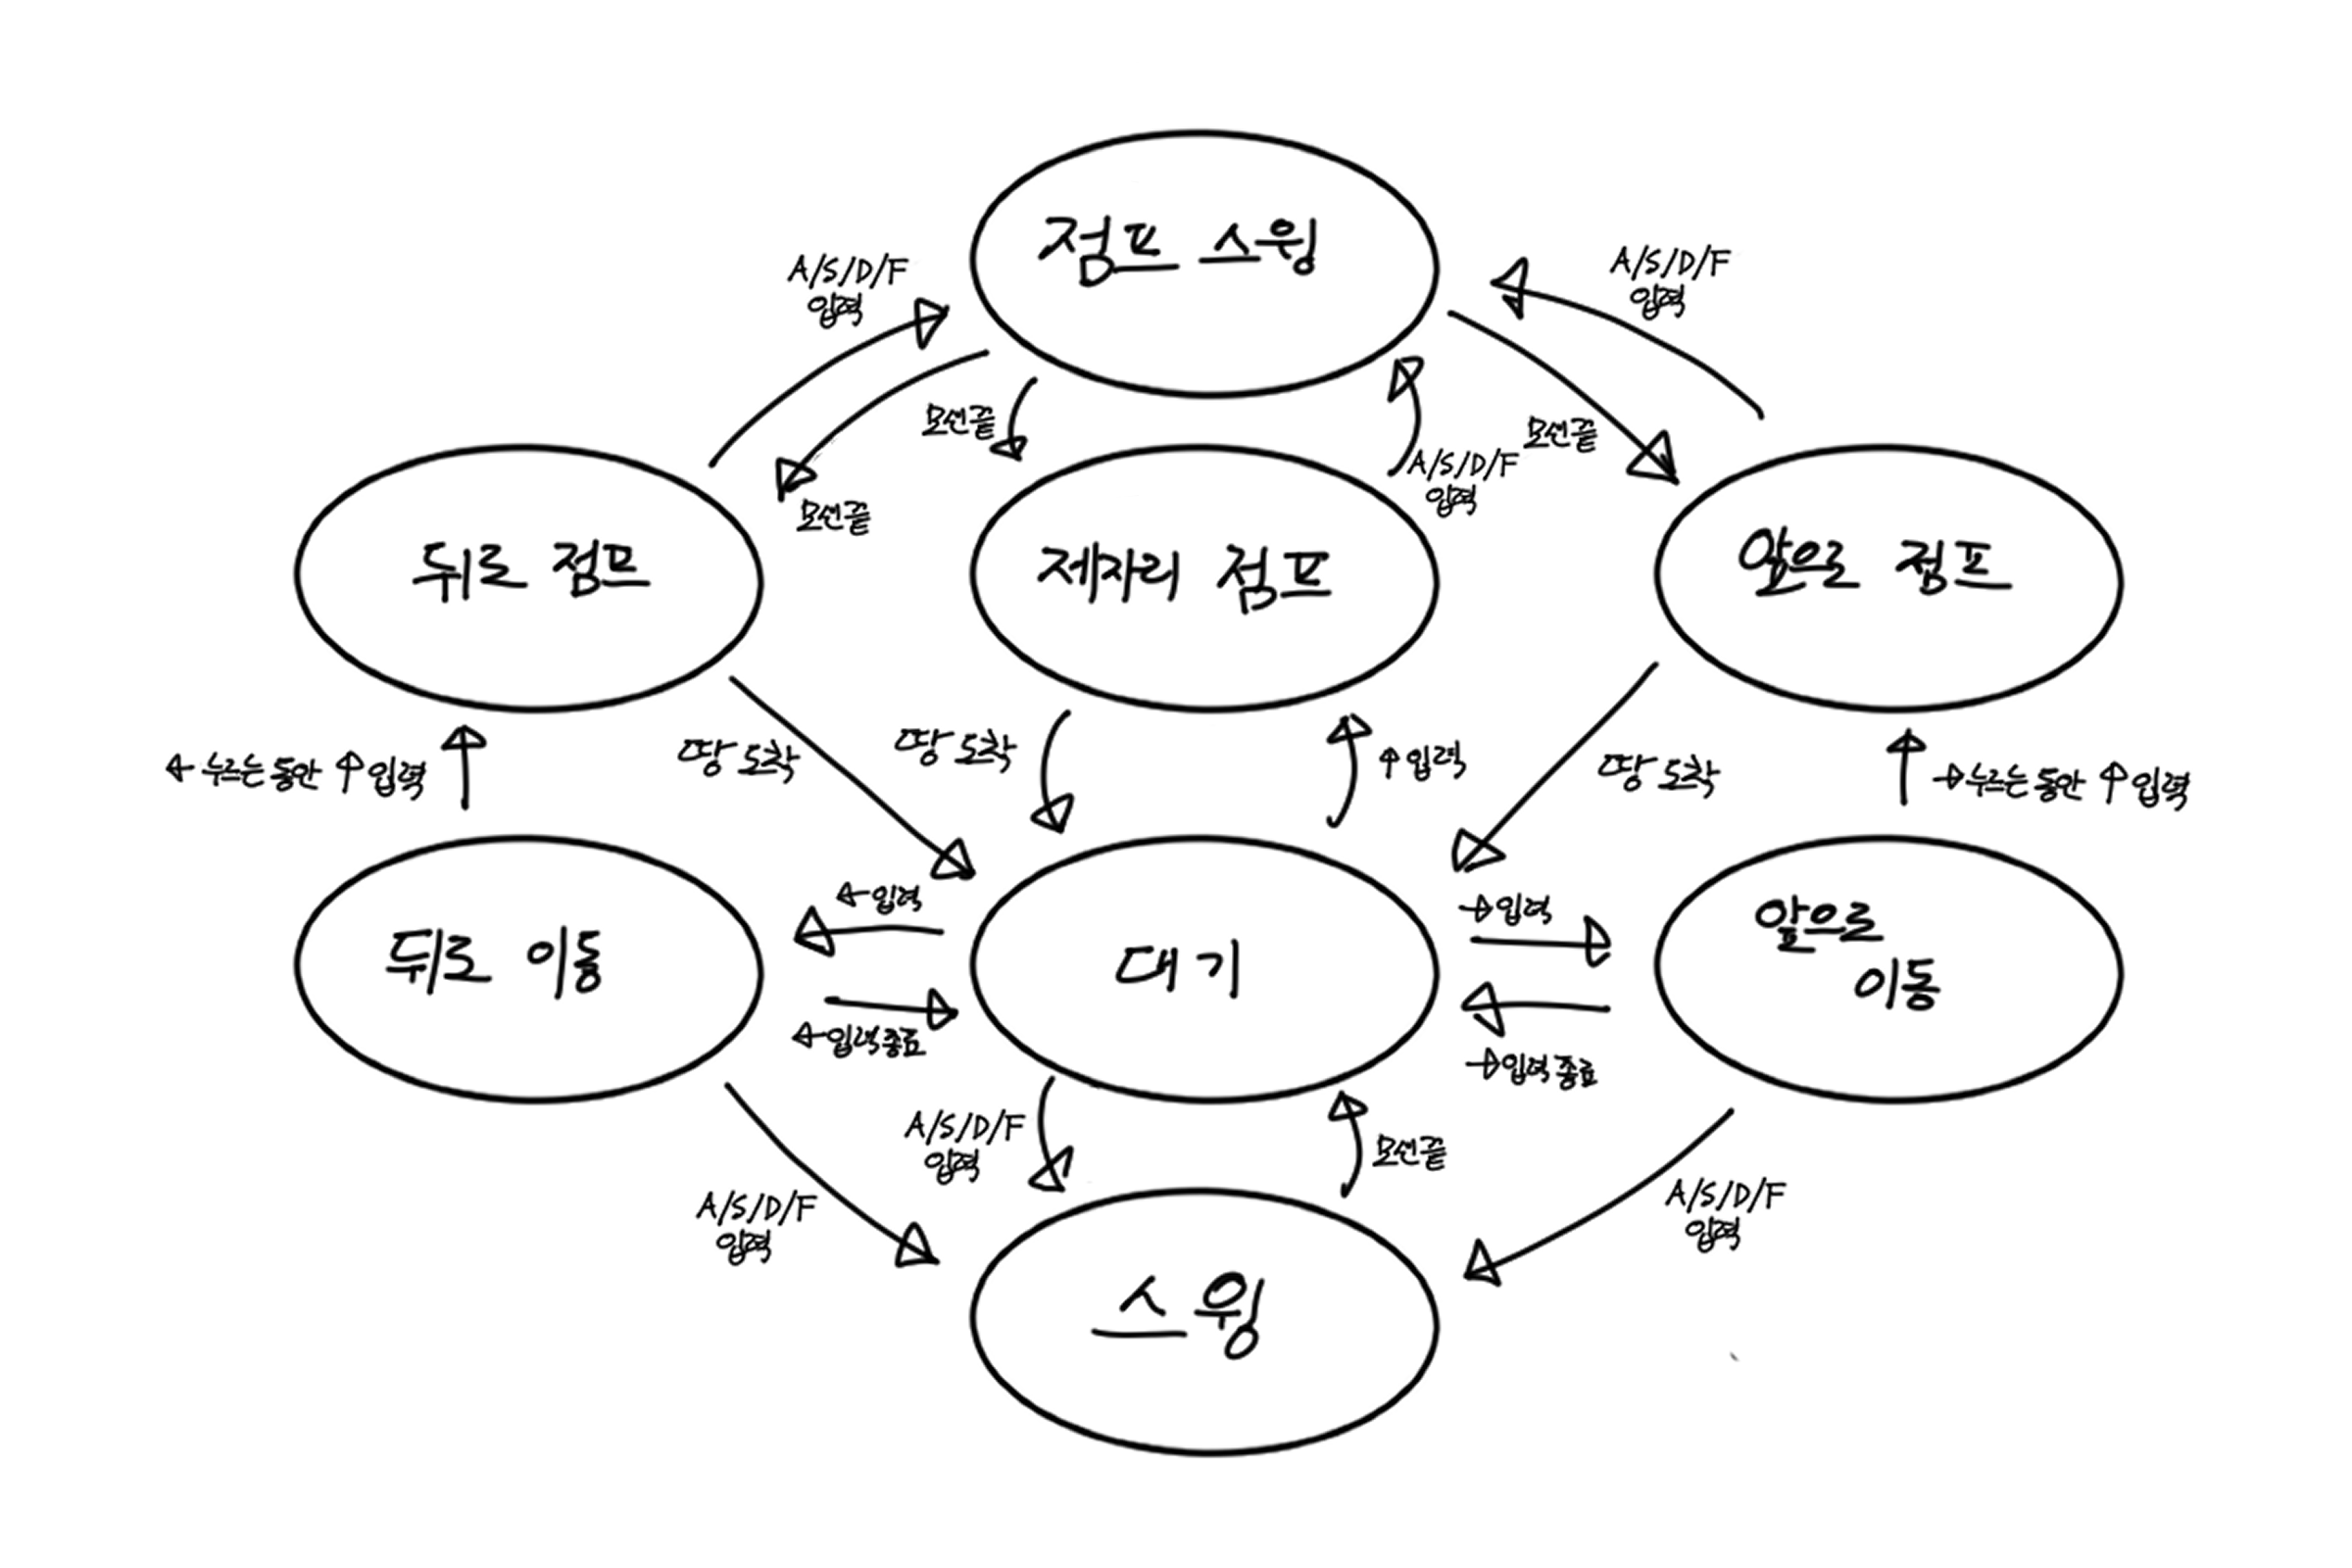 점프 스윙
A/S/D/F
입력
A/S/D/F
입력
모션끝
모션끝
모션끝
A/S/D/F
입력
뒤로 점프
제자리 점프
앞으로 점프
← 누르는 동안 ↑ 입력
땅 도착
땅 도착
↑ 입력
땅 도착
→ 누르는 동안 ↑ 입력
← 입력
→ 입력
뒤로 이동
대기
앞으로
이동
← 입력 종료
→ 입력 종료
A/S/D/F
입력
모션끝
A/S/D/F
입력
A/S/D/F
입력
스윙